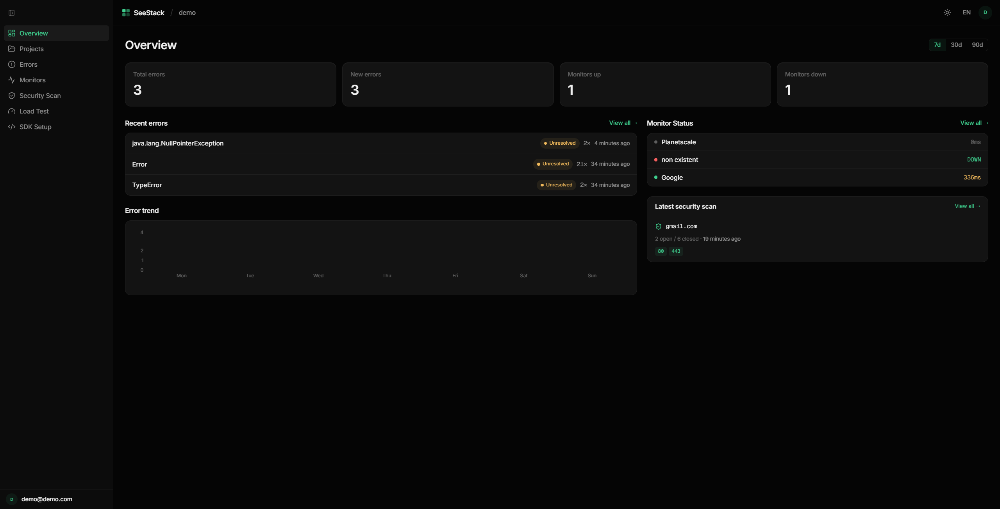 SeeStack / demo
EN
D
Overview
Projects
Errors
Monitors
Security Scan
Load Test
SDK Setup
demo@demo.com
D
Overview
7d 30d 90d
Total errors
3
New errors
3
Monitors up
1
Monitors down
1
Recent errors
View all →
java.lang.NullPointerException Unresolved 2× 4 minutes ago
Error Unresolved 21× 34 minutes ago
TypeError Unresolved 2× 34 minutes ago
Error trend
4
2
1
0
Mon Tue Wed Thu Fri Sat Sun
Monitor Status
View all →
Planetscale 0ms
non existent DOWN
Google 336ms
Latest security scan
View all →
gmail.com
2 open / 6 closed · 19 minutes ago
80 443